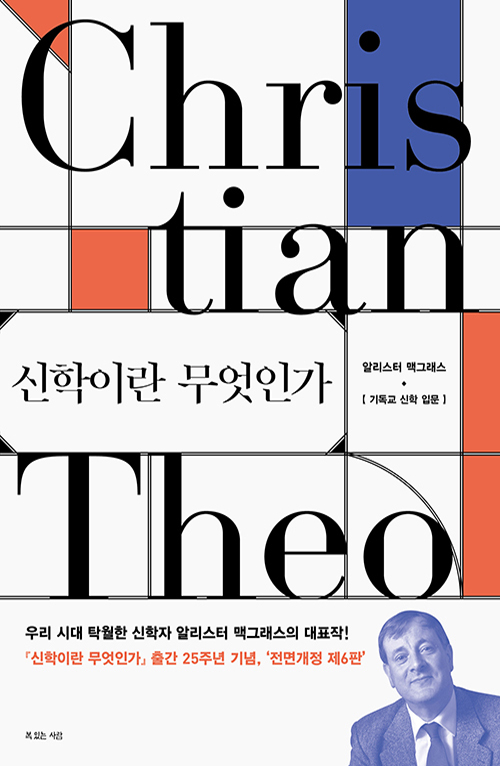 Chris
tian
신학이란 무엇인가
알리스터 맥그래스
[ 기독교 신학 입문 ]
Theo
우리 시대 탁월한 신학자 알리스터 맥그래스의 대표작!
『신학이란 무엇인가』 출간 25주년 기념, ‘전면개정 제6판’
복 있는 사람